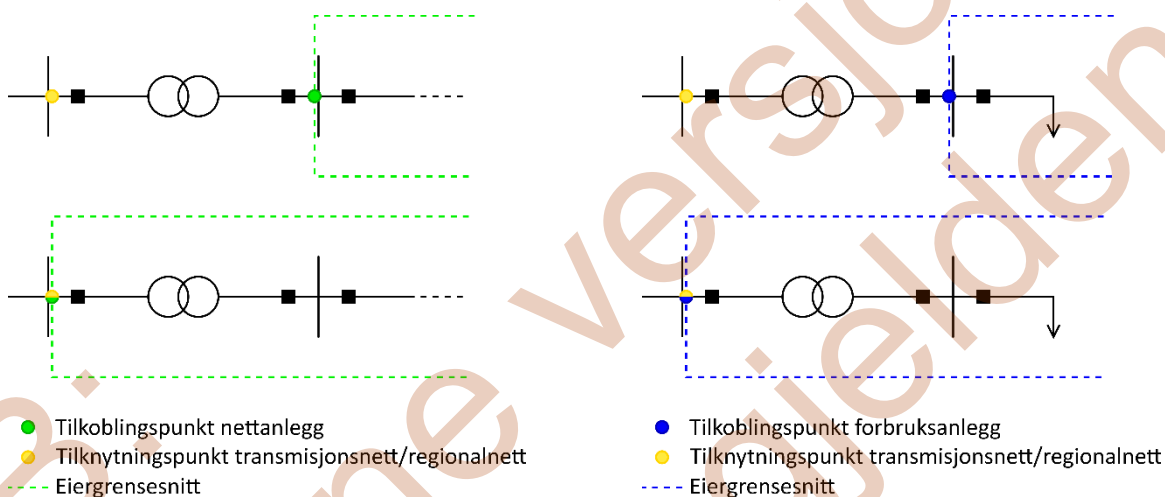 Tilkoblingspunkt nettanlegg
Tilknytningspunkt transmisjonsnett/regionalnett
Eiergrensesnitt
Tilkoblingspunkt forbruksanlegg
Tilknytningspunkt transmisjonsnett/regionalnett
Eiergrensesnitt